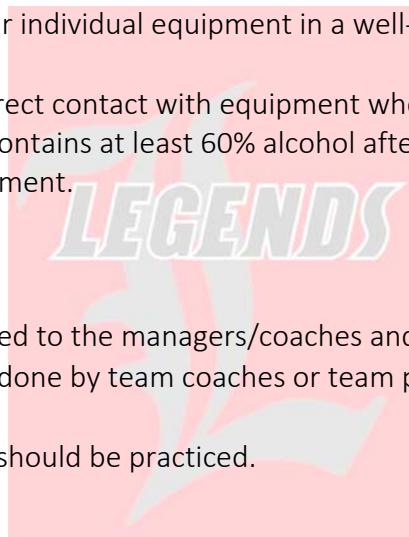 r individual equipment in a well-
rect contact with equipment whe
ontains at least 60% alcohol afte
ment.
LEGENDS
ed to the managers/coaches and
done by team coaches or team p
should be practiced.